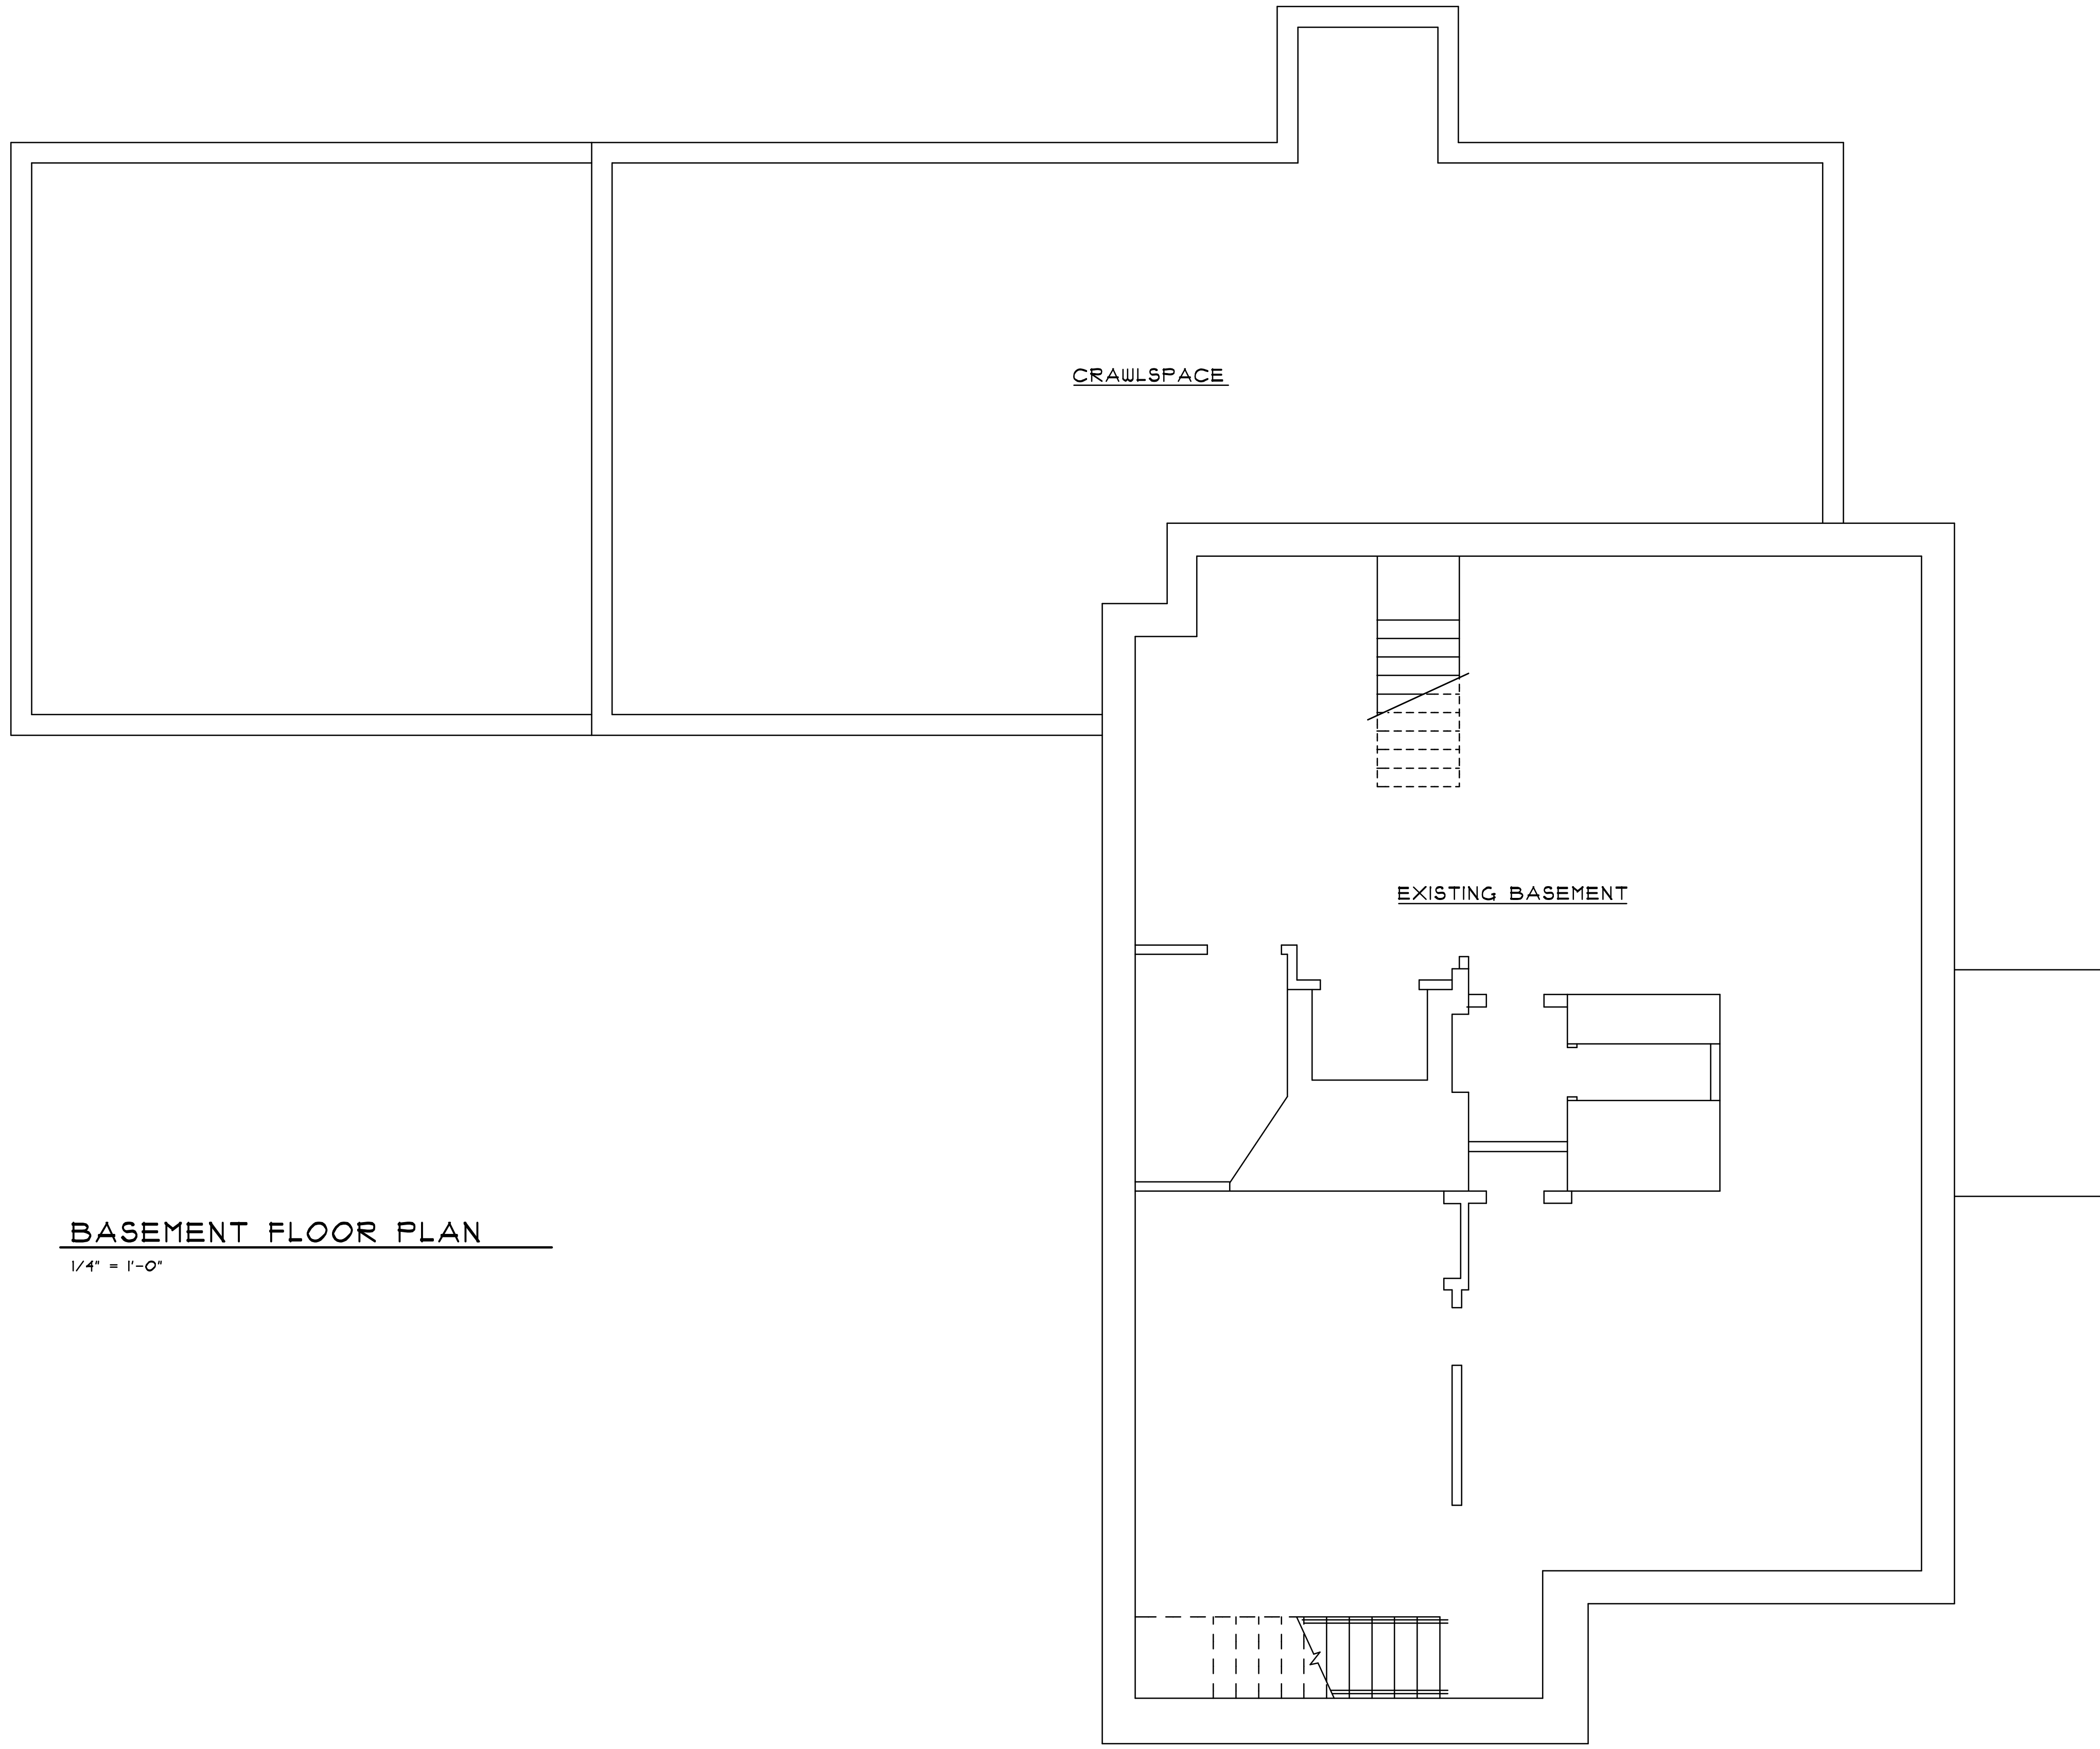 CRAWLSPACE
EXISTING BASEMENT
BASEMENT FLOOR PLAN
1/4" = 1'-0"